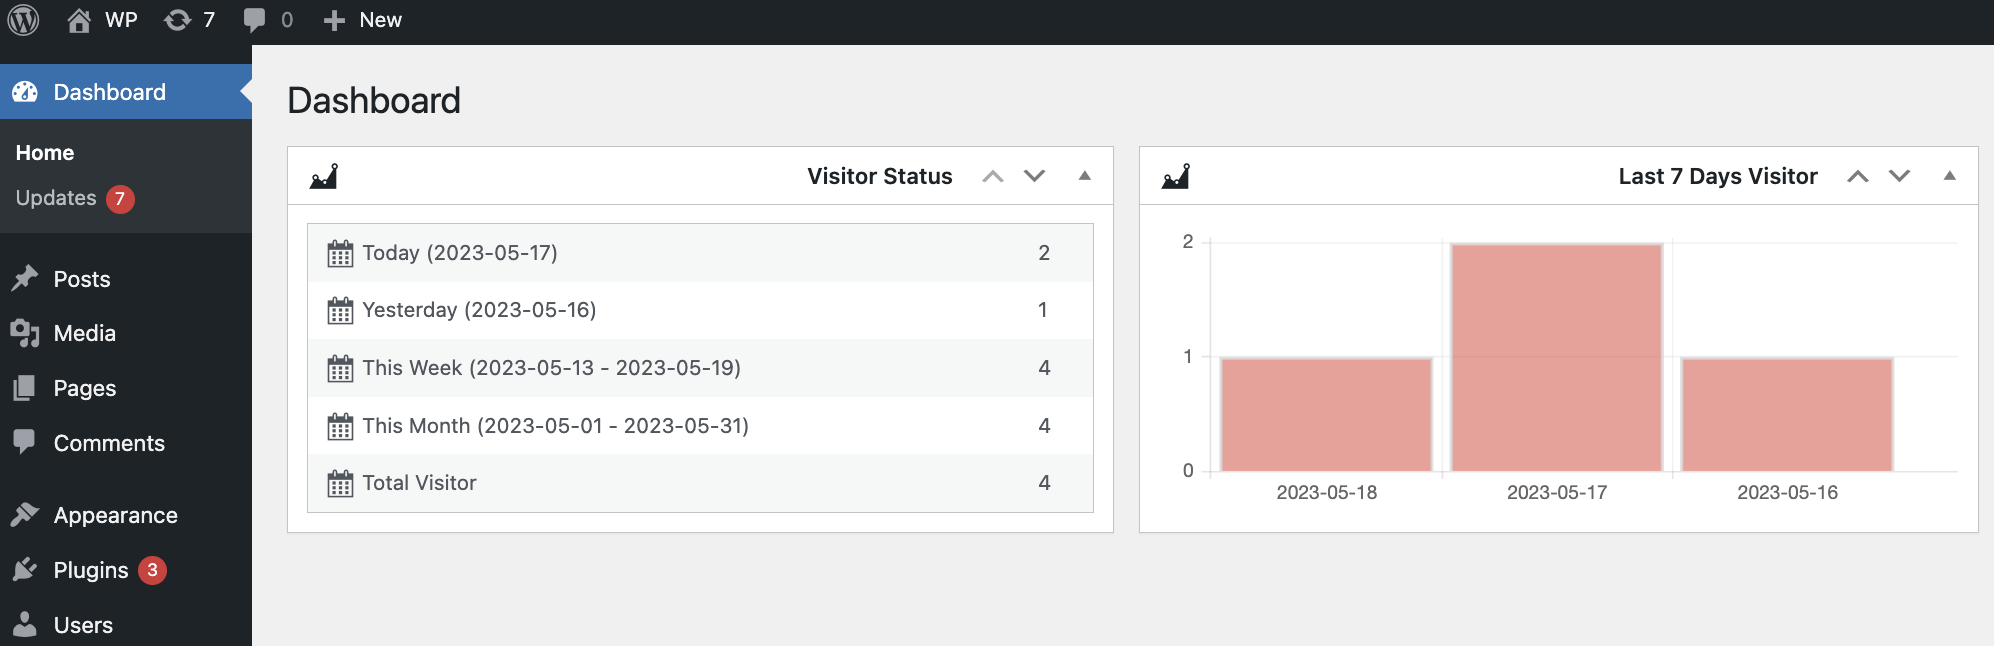 WP 7 0 New
Dashboard
Home
Updates 7
Posts
Media
Pages
Comments
Appearance
Plugins 3
Users
Dashboard
Visitor Status
Today (2023-05-17) 2
Yesterday (2023-05-16) 1
This Week (2023-05-13 - 2023-05-19) 4
This Month (2023-05-01 - 2023-05-31) 4
Total Visitor 4
Last 7 Days Visitor
2
1
0
2023-05-18 2023-05-17 2023-05-16